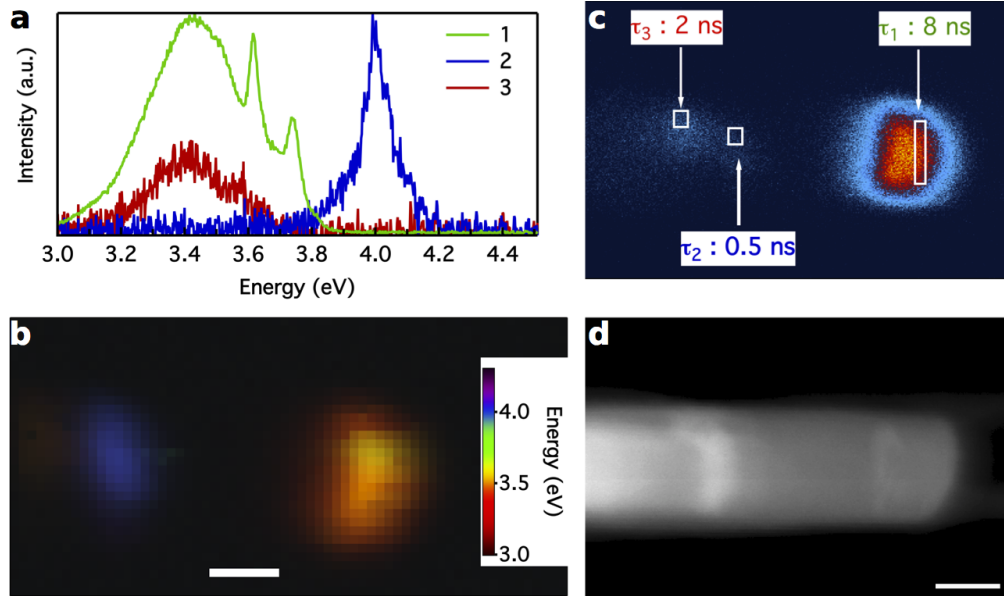 a
1
2
3
Intensity (a.u.)
3.0 3.2 3.4 3.6 3.8 4.0 4.2 4.4
Energy (eV)
b
4.0
3.5
3.0
Energy (eV)
c
τ3 : 2 ns
τ1 : 8 ns
τ2 : 0.5 ns
d